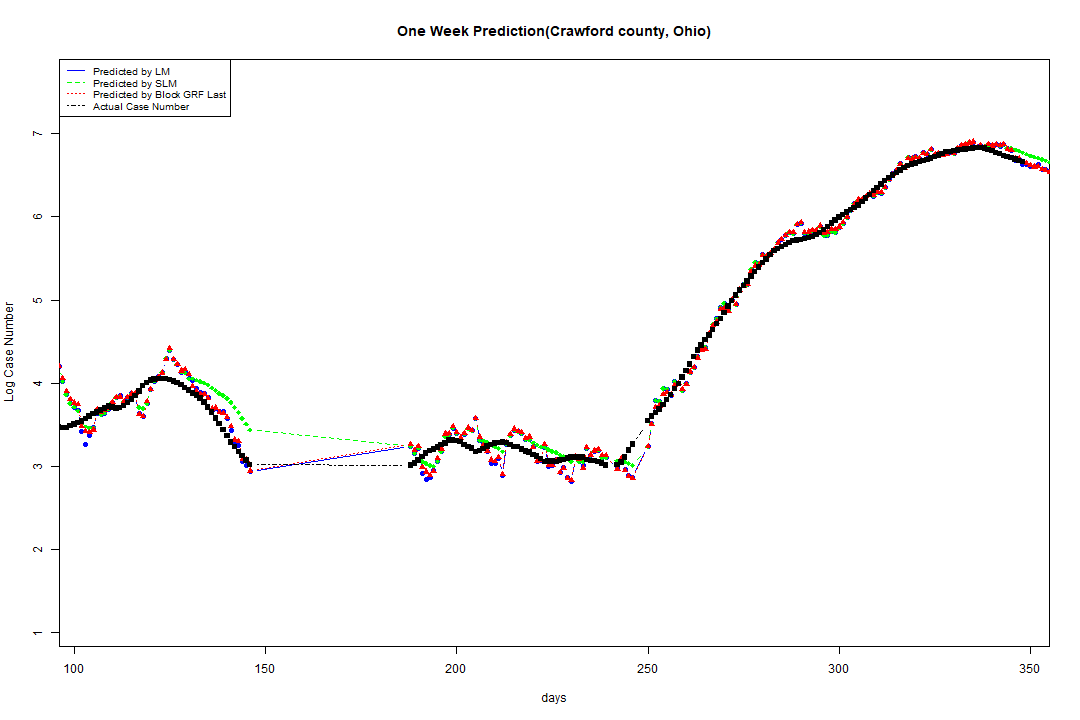 One Week Prediction(Crawford county, Ohio)
Predicted by LM
Predicted by SLM
Predicted by Block GRF Last
Actual Case Number
7
6
5
4
3
2
1
Log Case Number
100 150 200 250 300 350
days